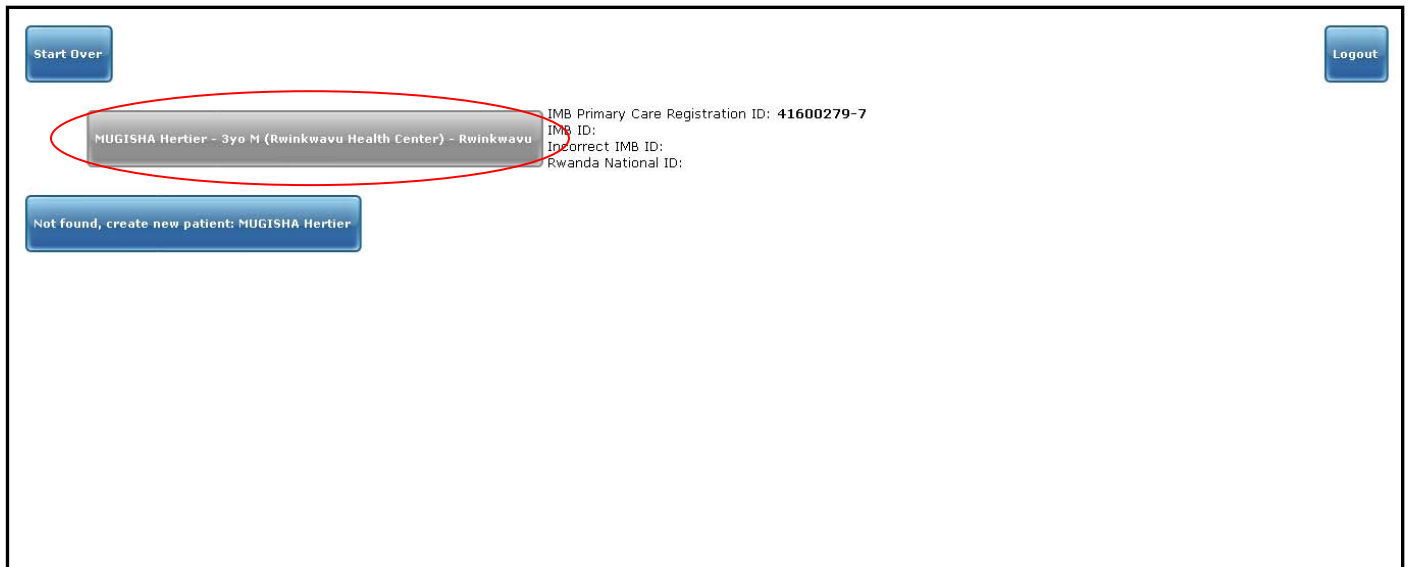 Start Over
Logout
MUGISHA Hertier - 3yo M (Rwinkwavu Health Center) - Rwinkwavu
IMB Primary Care Registration ID: 41600279-7
IMB ID:
Incorrect IMB ID:
Rwanda National ID:
Not found, create new patient: MUGISHA Hertier